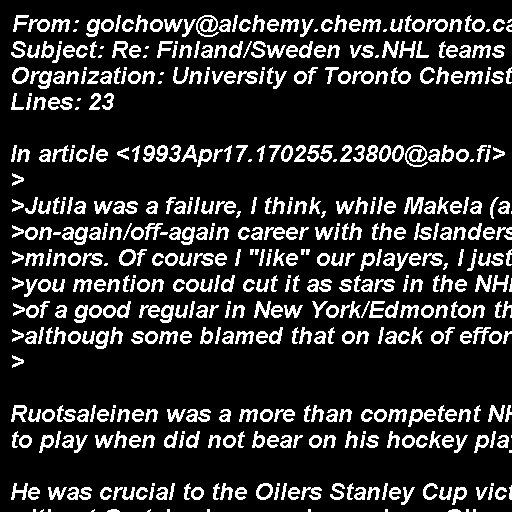 From: golchowy@alchemy.chem.utoronto.ca
Subject: Re: Finland/Sweden vs.NHL teams
Organization: University of Toronto Chemist
Lines: 23

In article <1993Apr17.170255.23800@abo.fi>
>
>Jutila was a failure, I think, while Makela (a
>on-again/off-again career with the Islanders
>minors. Of course I "like" our players, I just
>you mention could cut it as stars in the NH
>of a good regular in New York/Edmonton th
>although some blamed that on lack of effor
>

Ruotsaleinen was a more than competent NH
to play when did not bear on his hockey play

He was crucial to the Oilers Stanley Cup vict